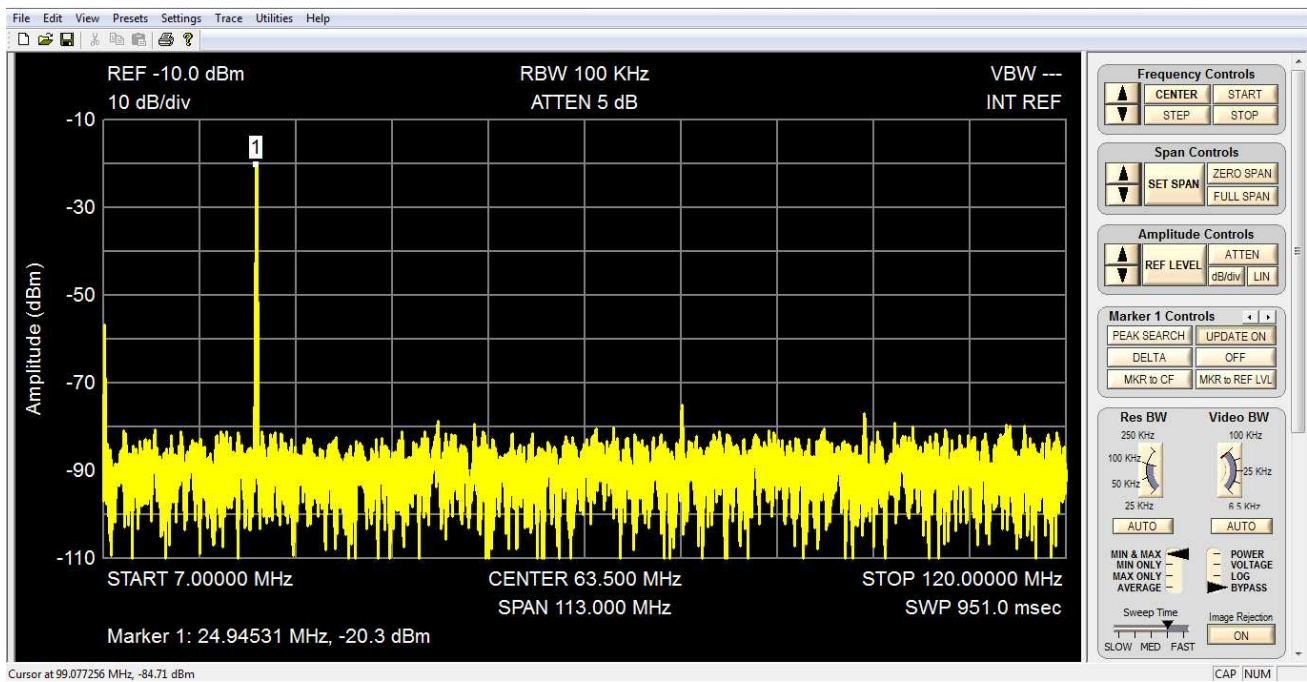 File Edit View Presets Settings Trace Utilities Help
REF -10.0 dBm RBW 100 KHz VBW ---
10 dB/div ATTEN 5 dB INT REF
-10
1
-30
-50
-70
-90
-110
Amplitude (dBm)
START 7.00000 MHz CENTER 63.500 MHz STOP 120.00000 MHz
SPAN 113.000 MHz SWP 951.0 msec
Marker 1: 24.94531 MHz, -20.3 dBm
Frequency Controls
CENTER START
STEP STOP
Span Controls
SET SPAN ZERO SPAN
FULL SPAN
Amplitude Controls
REF LEVEL ATTEN
dB/div LIN
Marker 1 Controls
PEAK SEARCH UPDATE ON
DELTA OFF
MKR to CF MKR to REF LVL
Res BW Video BW
250 KHz 100 KHz
100 KHz
25 KHz
50 KHz
25 KHz 6.5 KHz
AUTO AUTO
MIN & MAX POWER
MIN ONLY VOLTAGE
MAX ONLY LOG
AVERAGE BYPASS
Sweep Time Image Rejection
ON
SLOW MED FAST
Cursor at 99.077256 MHz, -84.71 dBm CAP NUM